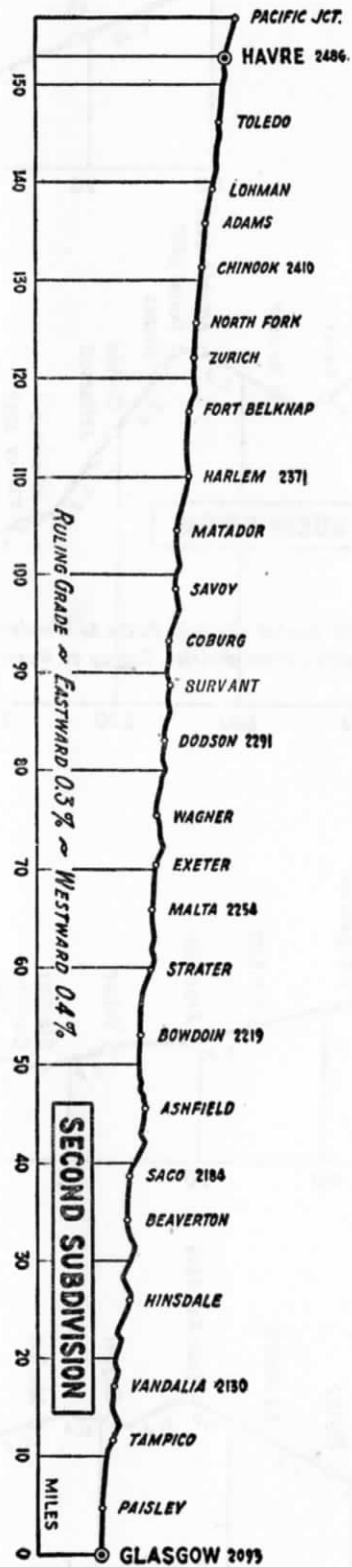 PACIFIC JCT.
HAVRE 2486.
TOLEDO
LOHMAN
ADAMS
CHINOOK 2410
NORTH FORK
ZURICH
FORT BELKNAP
HARLEM 2371
MATADOR
SAVOY
COBURG
SURVANT
DODSON 2291
WAGNER
EXETER
MALTA 2254
STRATER
BOWDOIN 2219
ASHFIELD
SACO 2184
BEAVERTON
HINSDALE
VANDALIA 2130
TAMPICO
PAISLEY
GLASGOW 2093
150
140
130
120
110
100
90
80
70
60
50
40
30
20
10
0
MILES
RULING GRADE ~ EASTWARD 0.3% ~ WESTWARD 0.4%
SECOND SUBDIVISION